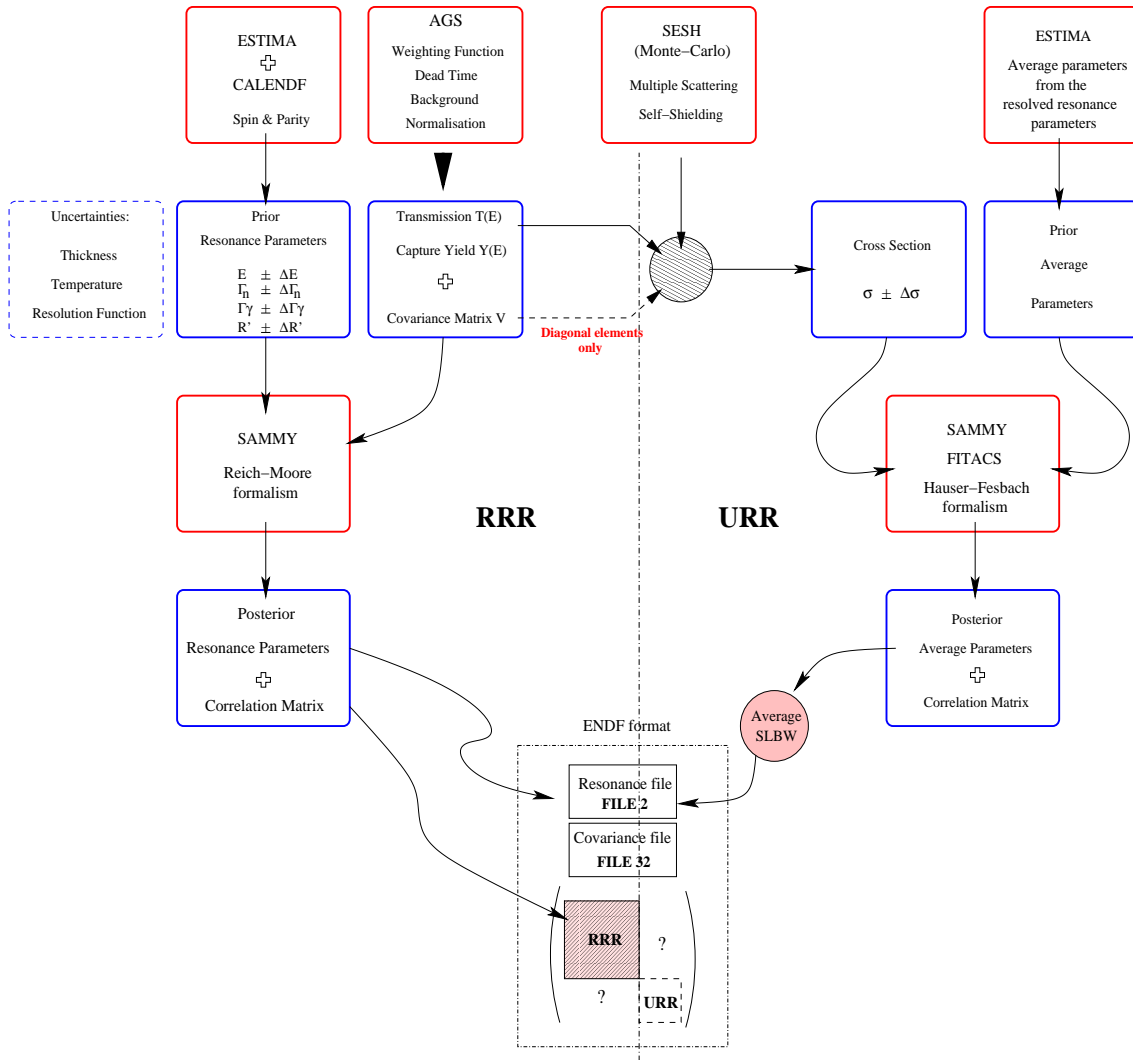 ESTIMA
CALENDF
Spin & Parity
AGS
Weighting Function
Dead Time
Background
Normalisation
SESH
(Monte−Carlo)
Multiple Scattering
Self−Shielding
ESTIMA
Average parameters
from the
resolved resonance
parameters
Uncertainties:
Thickness
Temperature
Resolution Function
Prior
Resonance Parameters
E ± ΔE
Γn ± ΔΓn
Γγ ± ΔΓγ
R' ± ΔR'
Transmission T(E)
Capture Yield Y(E)
Covariance Matrix V
Diagonal elements
only
Cross Section
σ ± Δσ
Prior
Average
Parameters
SAMMY
Reich−Moore
formalism
SAMMY
FITACS
Hauser−Fesbach
formalism
RRR
URR
Posterior
Resonance Parameters
Correlation Matrix
Posterior
Average Parameters
Correlation Matrix
Average
SLBW
ENDF format
Resonance file
FILE 2
Covariance file
FILE 32
RRR
?
?
URR